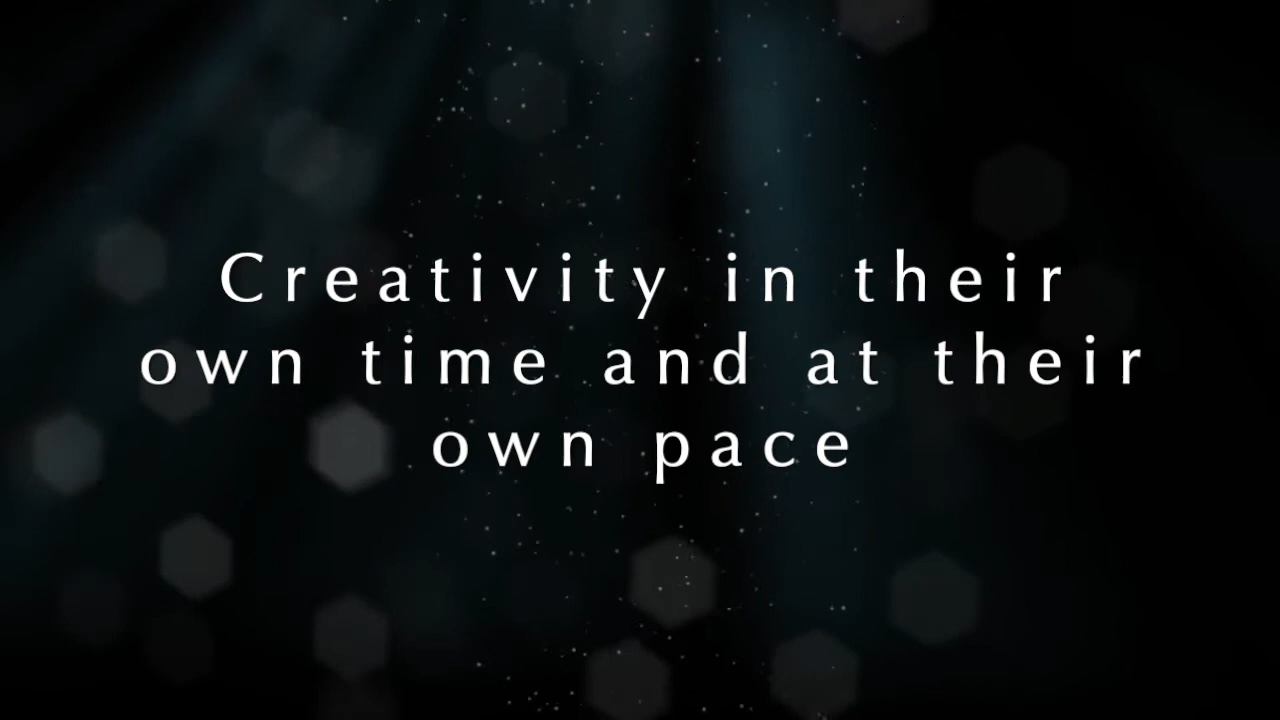 Creativity in their
own time and at their
own pace